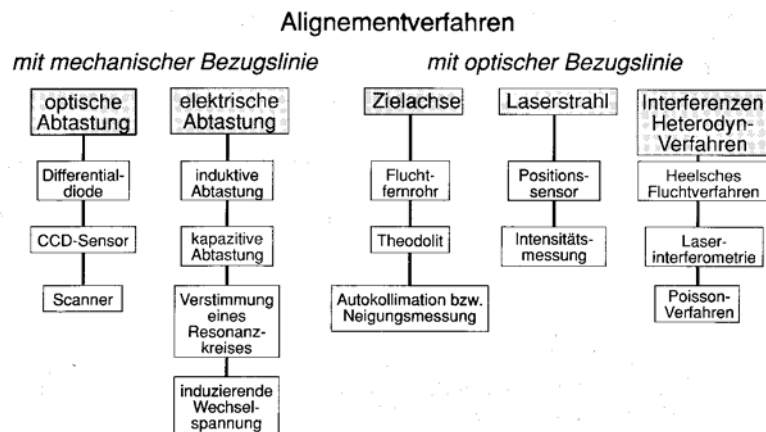 Alignementverfahren
mit mechanischer Bezugslinie
mit optischer Bezugslinie
optische
Abtastung
Differential-
diode
CCD-Sensor
Scanner
elektrische
Abtastung
induktive
Abtastung
kapazitive
Abtastung
Verstimmung
eines
Resonanz-
kreises
induzierende
Wechsel-
spannung
Zielachse
Flucht-
fernrohr
Theodolit
Autokollimation bzw.
Neigungsmessung
Laserstrahl
Positions-
sensor
Intensitäts-
messung
Interferenzen
Heterodyn-
Verfahren
Heelsches
Fluchtverfahren
Laser-
interferometrie
Poisson-
Verfahren